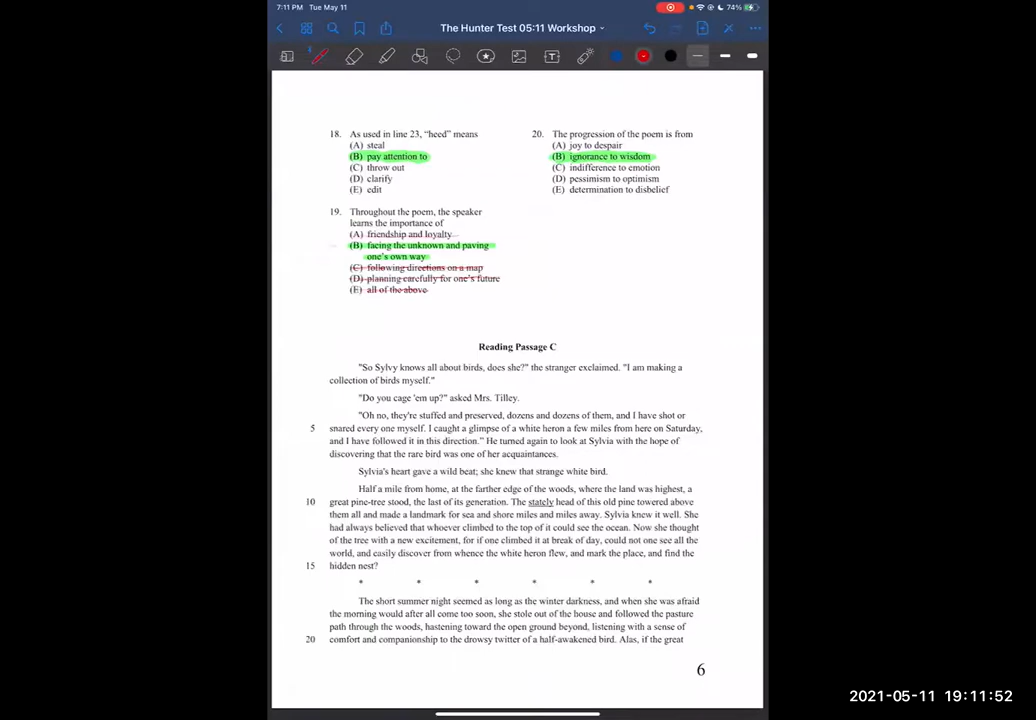 7:11 PM Tue May 11
74%
The Hunter Test 05:11 Workshop
18. As used in line 23, "heed" means
(A) steal
(B) pay attention to
(C) throw out
(D) clarify
(E) edit
19. Throughout the poem, the speaker
learns the importance of
(A) friendship and loyalty
(B) facing the unknown and paving
one's own way
(C) following directions on a map
(D) planning carefully for one's future
(E) all of the above
20. The progression of the poem is from
(A) joy to despair
(B) ignorance to wisdom
(C) indifference to emotion
(D) pessimism to optimism
(E) determination to disbelief
Reading Passage C
"So Sylvy knows all about birds, does she?" the stranger exclaimed. "I am making a
collection of birds myself."
"Do you cage 'em up?" asked Mrs. Tilley.
"Oh no, they're stuffed and preserved, dozens and dozens of them, and I have shot or
5 snared every one myself. I caught a glimpse of a white heron a few miles from here on Saturday,
and I have followed it in this direction." He turned again to look at Sylvia with the hope of
discovering that the rare bird was one of her acquaintances.
Sylvia's heart gave a wild beat; she knew that strange white bird.
Half a mile from home, at the farther edge of the woods, where the land was highest, a
10 great pine-tree stood, the last of its generation. The stately head of this old pine towered above
them all and made a landmark for sea and shore miles and miles away. Sylvia knew it well. She
had always believed that whoever climbed to the top of it could see the ocean. Now she thought
of the tree with a new excitement, for if one climbed it at break of day, could not one see all the
world, and easily discover from whence the white heron flew, and mark the place, and find the
15 hidden nest?
* * * * * *
The short summer night seemed as long as the winter darkness, and when she was afraid
the morning would after all come too soon, she stole out of the house and followed the pasture
path through the woods, hastening toward the open ground beyond, listening with a sense of
20 comfort and companionship to the drowsy twitter of a half-awakened bird. Alas, if the great
6
2021-05-11 19:11:52